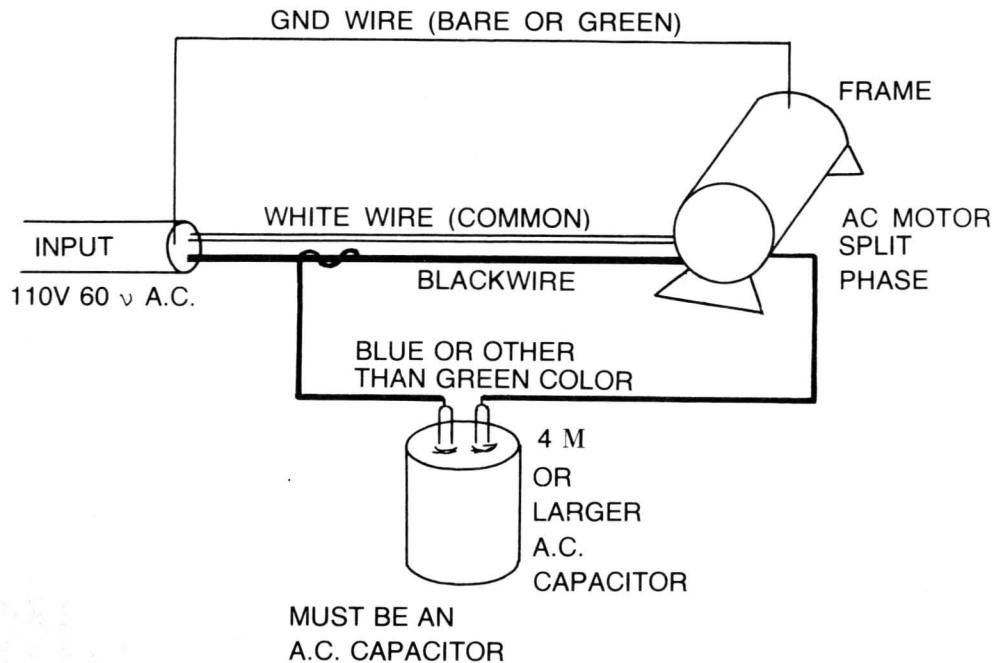 GND WIRE (BARE OR GREEN)
FRAME
WHITE WIRE (COMMON)
AC MOTOR
SPLIT
PHASE
INPUT
BLACKWIRE
110V 60 ν A.C.
BLUE OR OTHER
THAN GREEN COLOR
4 M
OR
LARGER
A.C.
CAPACITOR
MUST BE AN
A.C. CAPACITOR